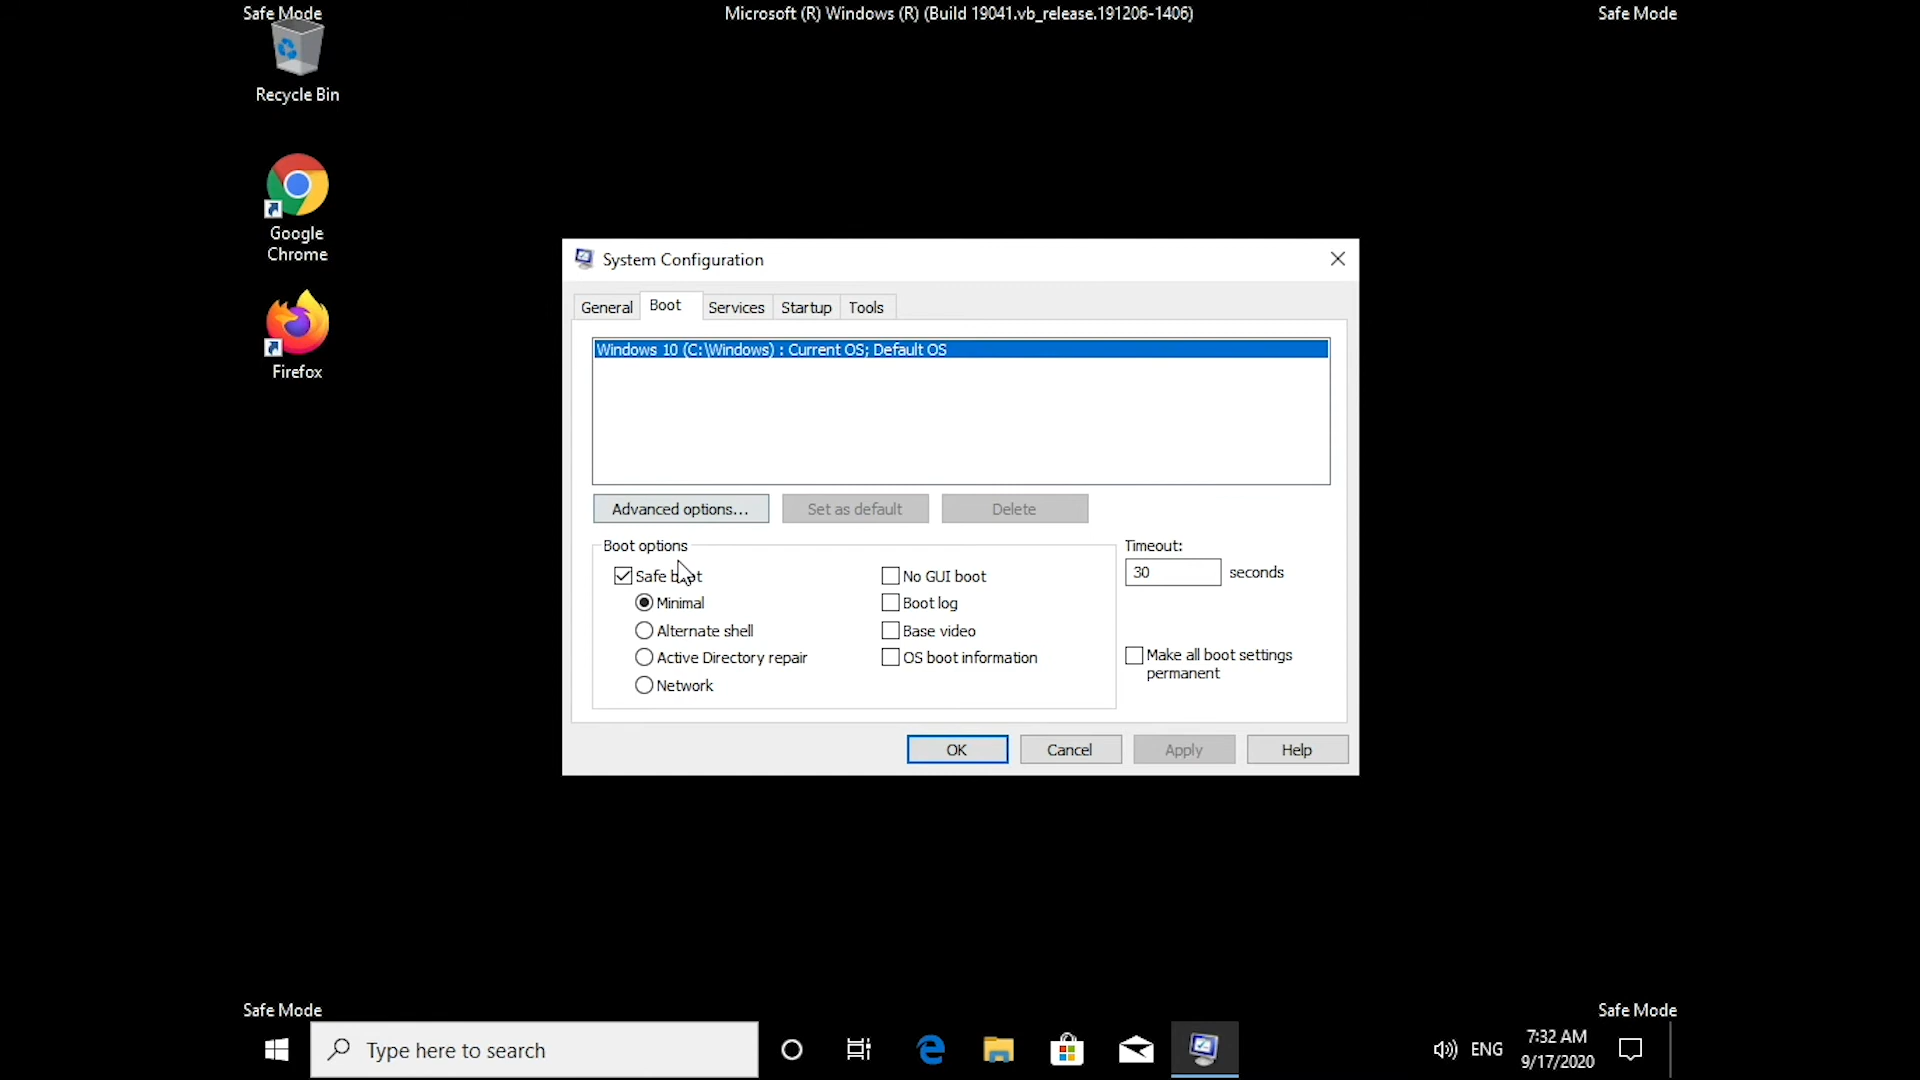 Safe Mode
Microsoft (R) Windows (R) (Build 19041.vb_release.191206-1406)
Safe Mode
Recycle Bin
Google
Chrome
Firefox
System Configuration
General
Boot
Services
Startup
Tools
Windows 10 (C:\Windows) : Current OS; Default OS
Advanced options...
Set as default
Delete
Boot options
Timeout:
Safe boot
No GUI boot
30
seconds
Minimal
Boot log
Alternate shell
Base video
Active Directory repair
OS boot information
Make all boot settings
permanent
Network
OK
Cancel
Apply
Help
Safe Mode
Safe Mode
Type here to search
ENG
7:32 AM
9/17/2020